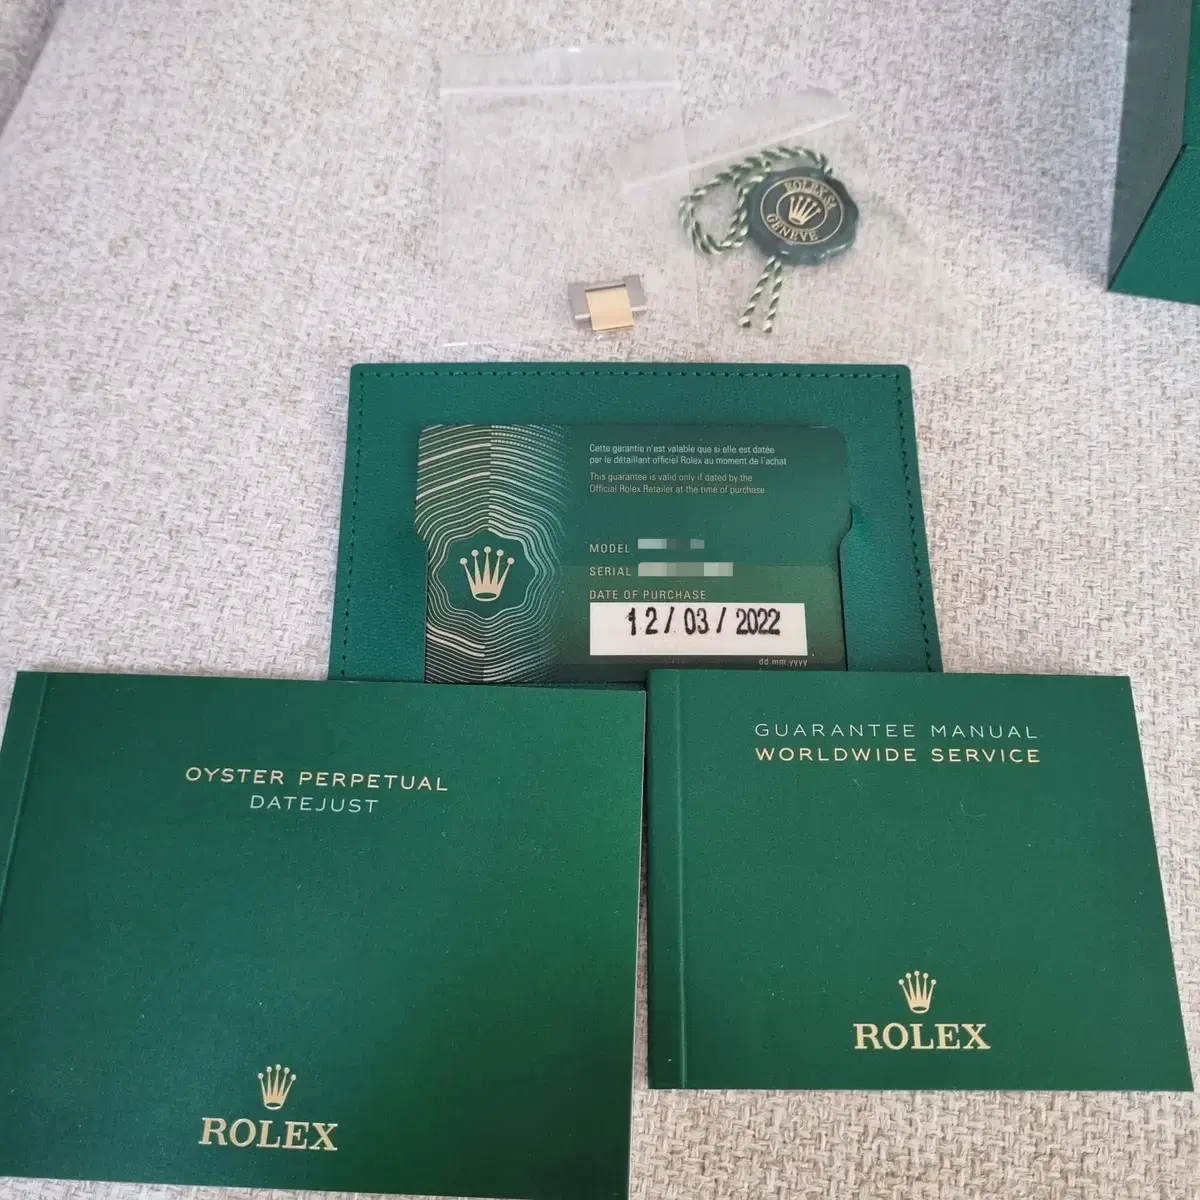 ROLEX SA
GENEVE
Cette garantie n'est valable que si elle est datée
par le détaillant officiel Rolex au moment de l'achat
This guarantee is valid only if dated by the
Official Rolex Retailer at the time of purchase
MODEL
SERIAL
DATE OF PURCHASE
12/03/2022
dd mm yyyy
OYSTER PERPETUAL
DATEJUST
ROLEX
GUARANTEE MANUAL
WORLDWIDE SERVICE
ROLEX